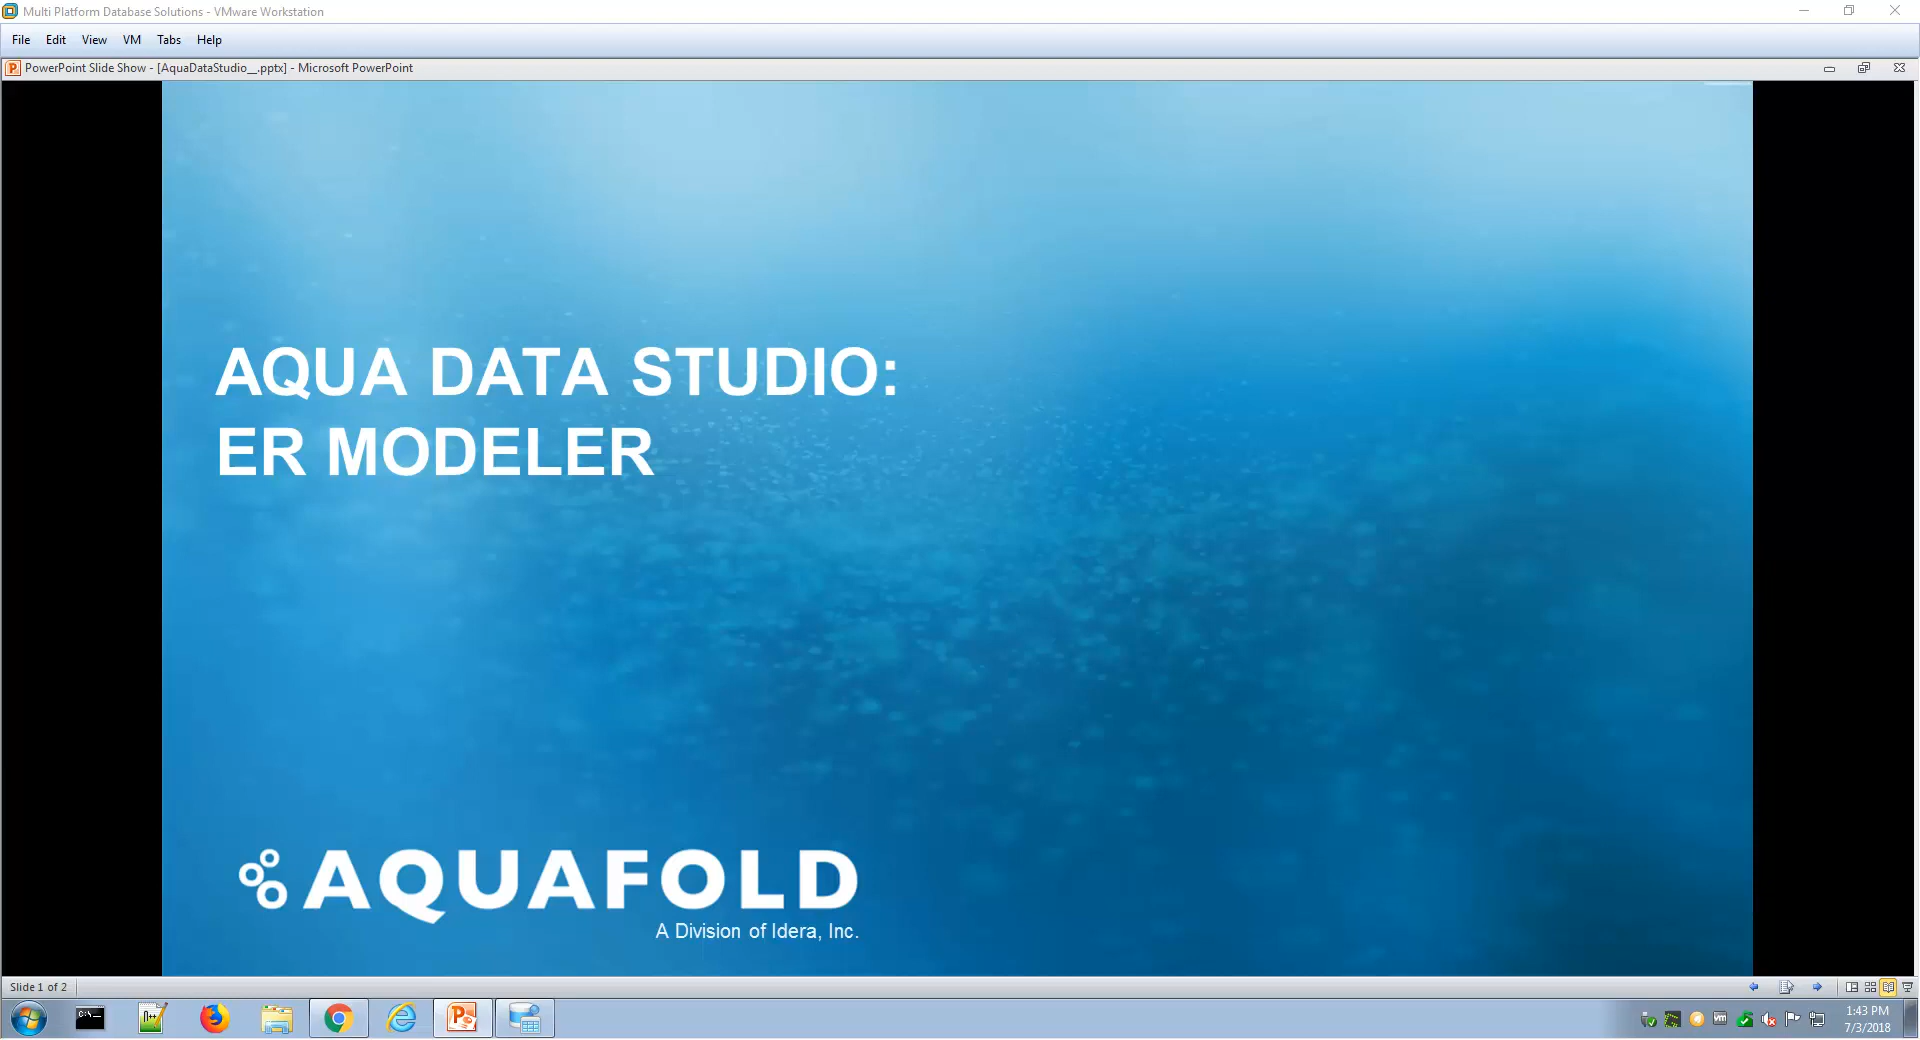 Multi Platform Database Solutions - VMware Workstation
File Edit View VM Tabs Help
PowerPoint Slide Show - [AquaDataStudio__.pptx] - Microsoft PowerPoint
AQUA DATA STUDIO:
ER MODELER
AQUAFOLD
A Division of Idera, Inc.
Slide 1 of 2
1:43 PM
7/3/2018